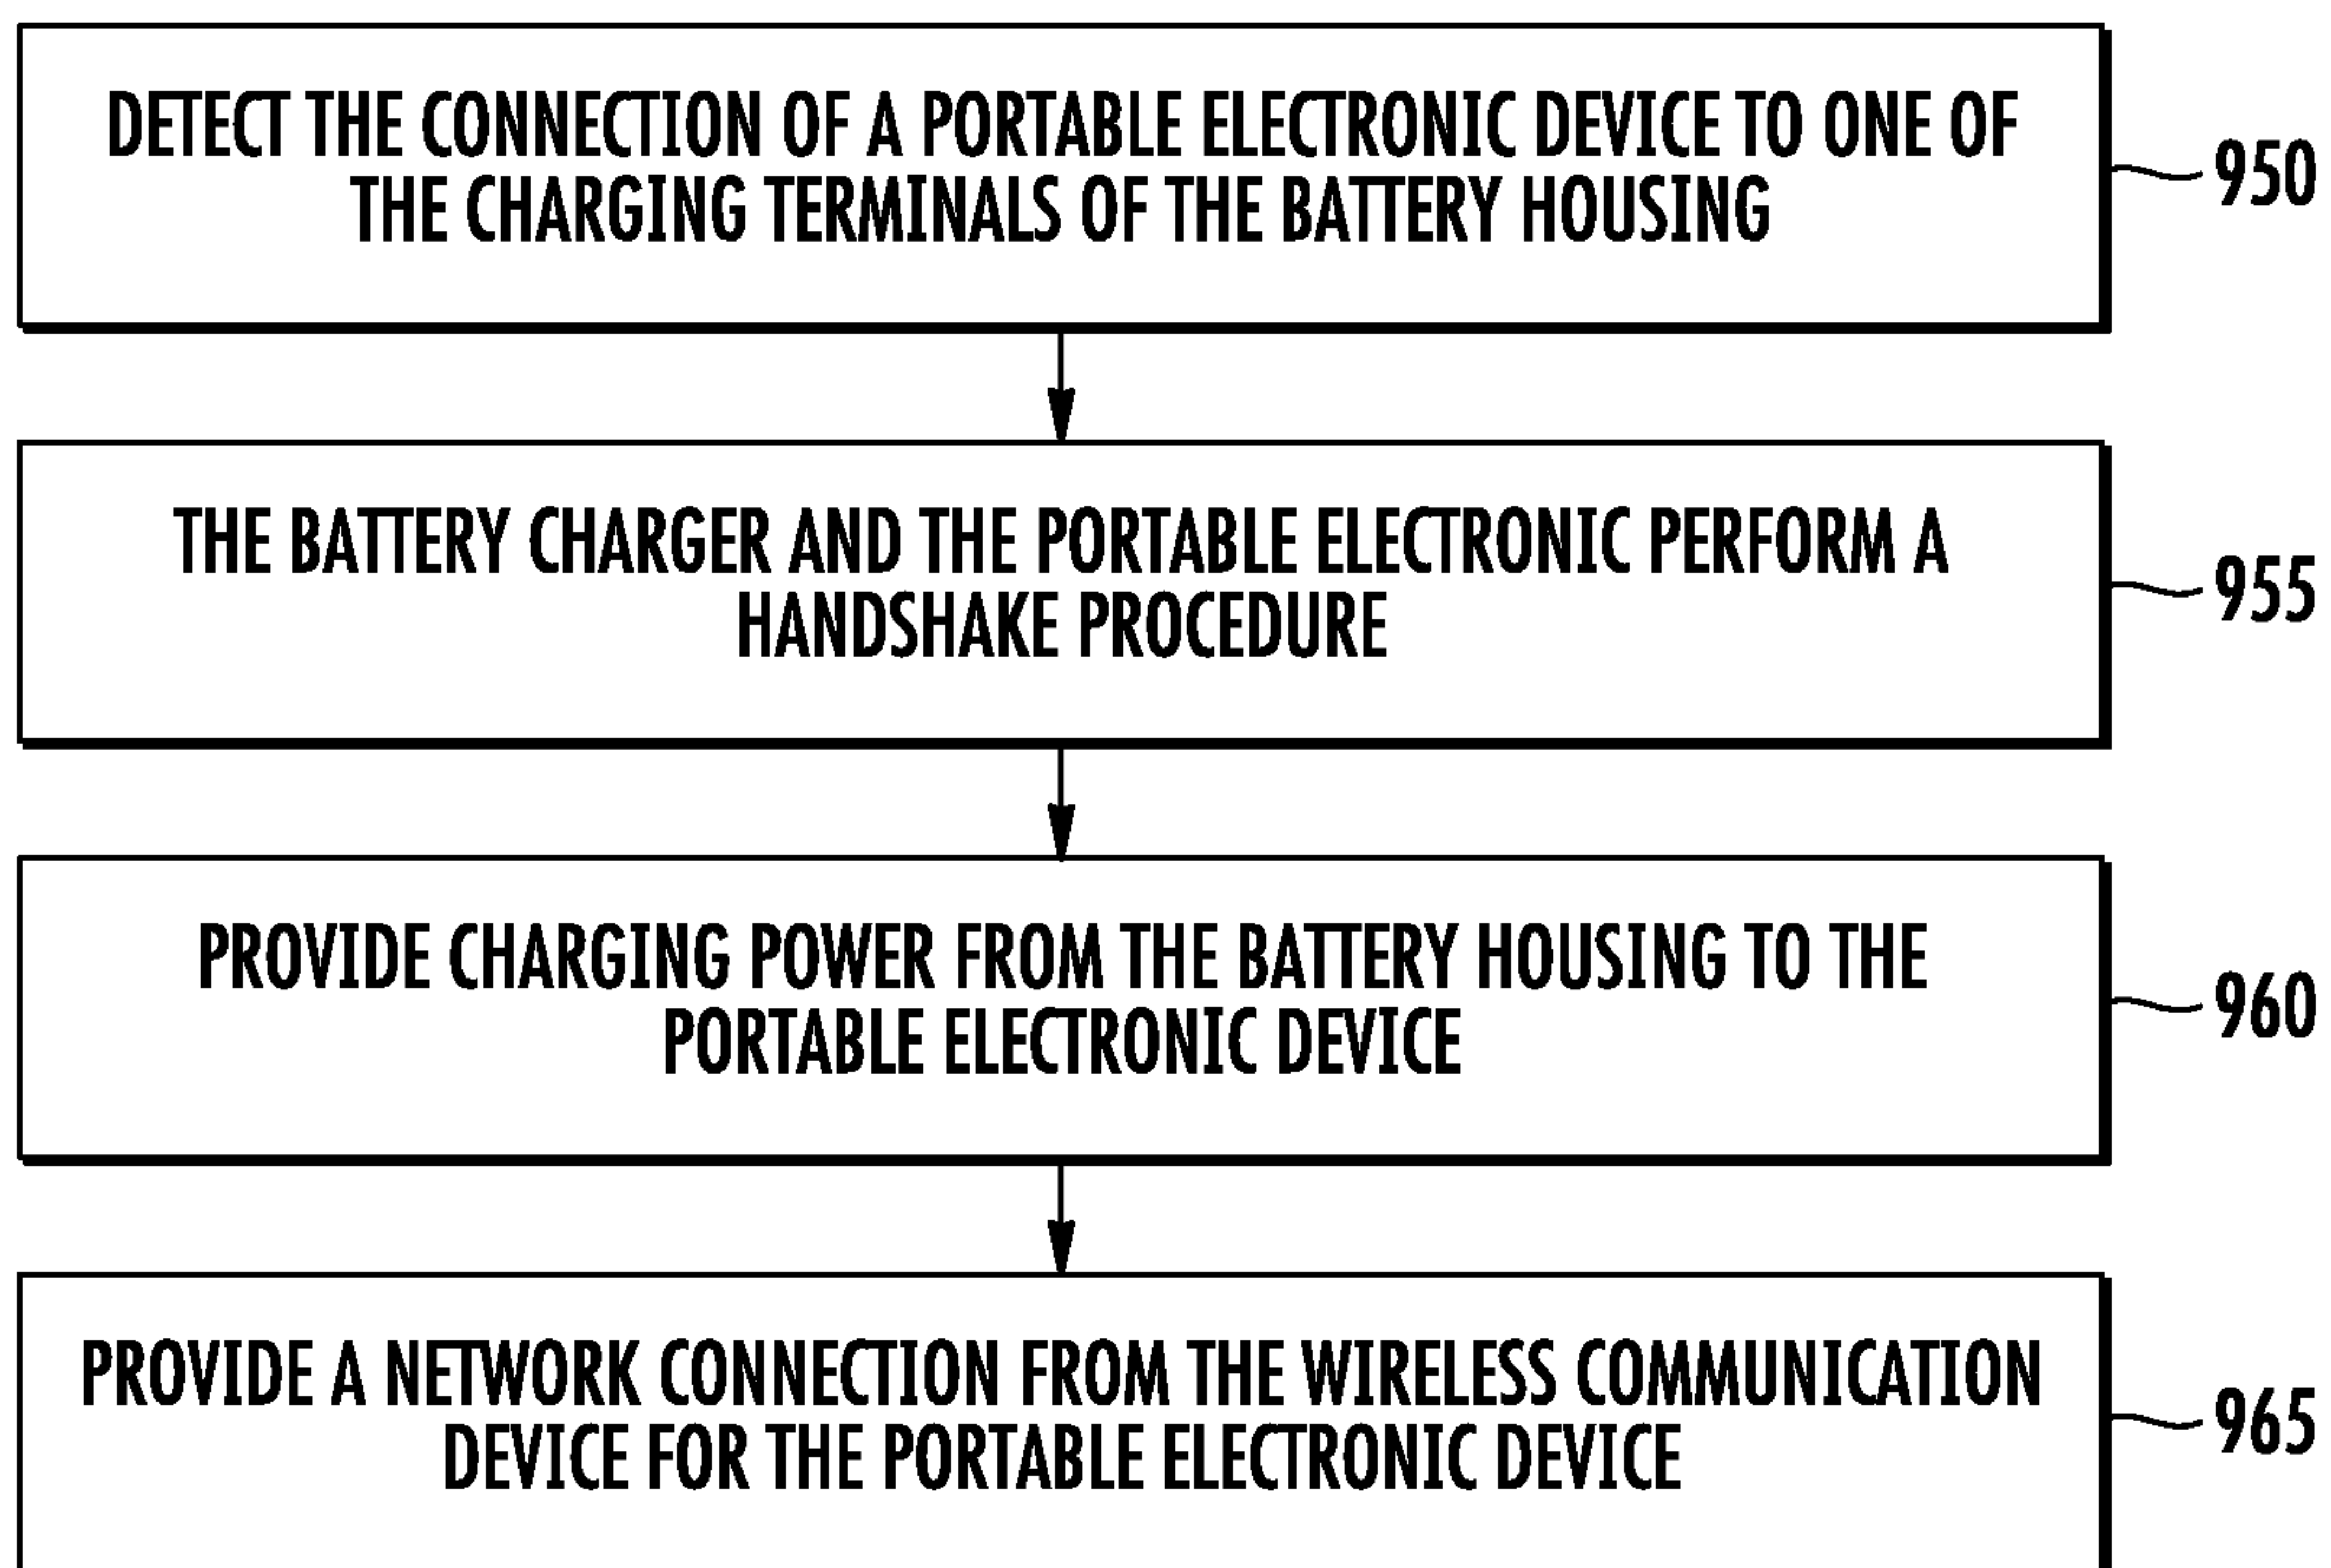 DETECT THE CONNECTION OF A PORTABLE ELECTRONIC DEVICE TO ONE OF
THE CHARGING TERMINALS OF THE BATTERY HOUSING
950
THE BATTERY CHARGER AND THE PORTABLE ELECTRONIC PERFORM A
HANDSHAKE PROCEDURE
955
PROVIDE CHARGING POWER FROM THE BATTERY HOUSING TO THE
PORTABLE ELECTRONIC DEVICE
960
PROVIDE A NETWORK CONNECTION FROM THE WIRELESS COMMUNICATION
DEVICE FOR THE PORTABLE ELECTRONIC DEVICE
965